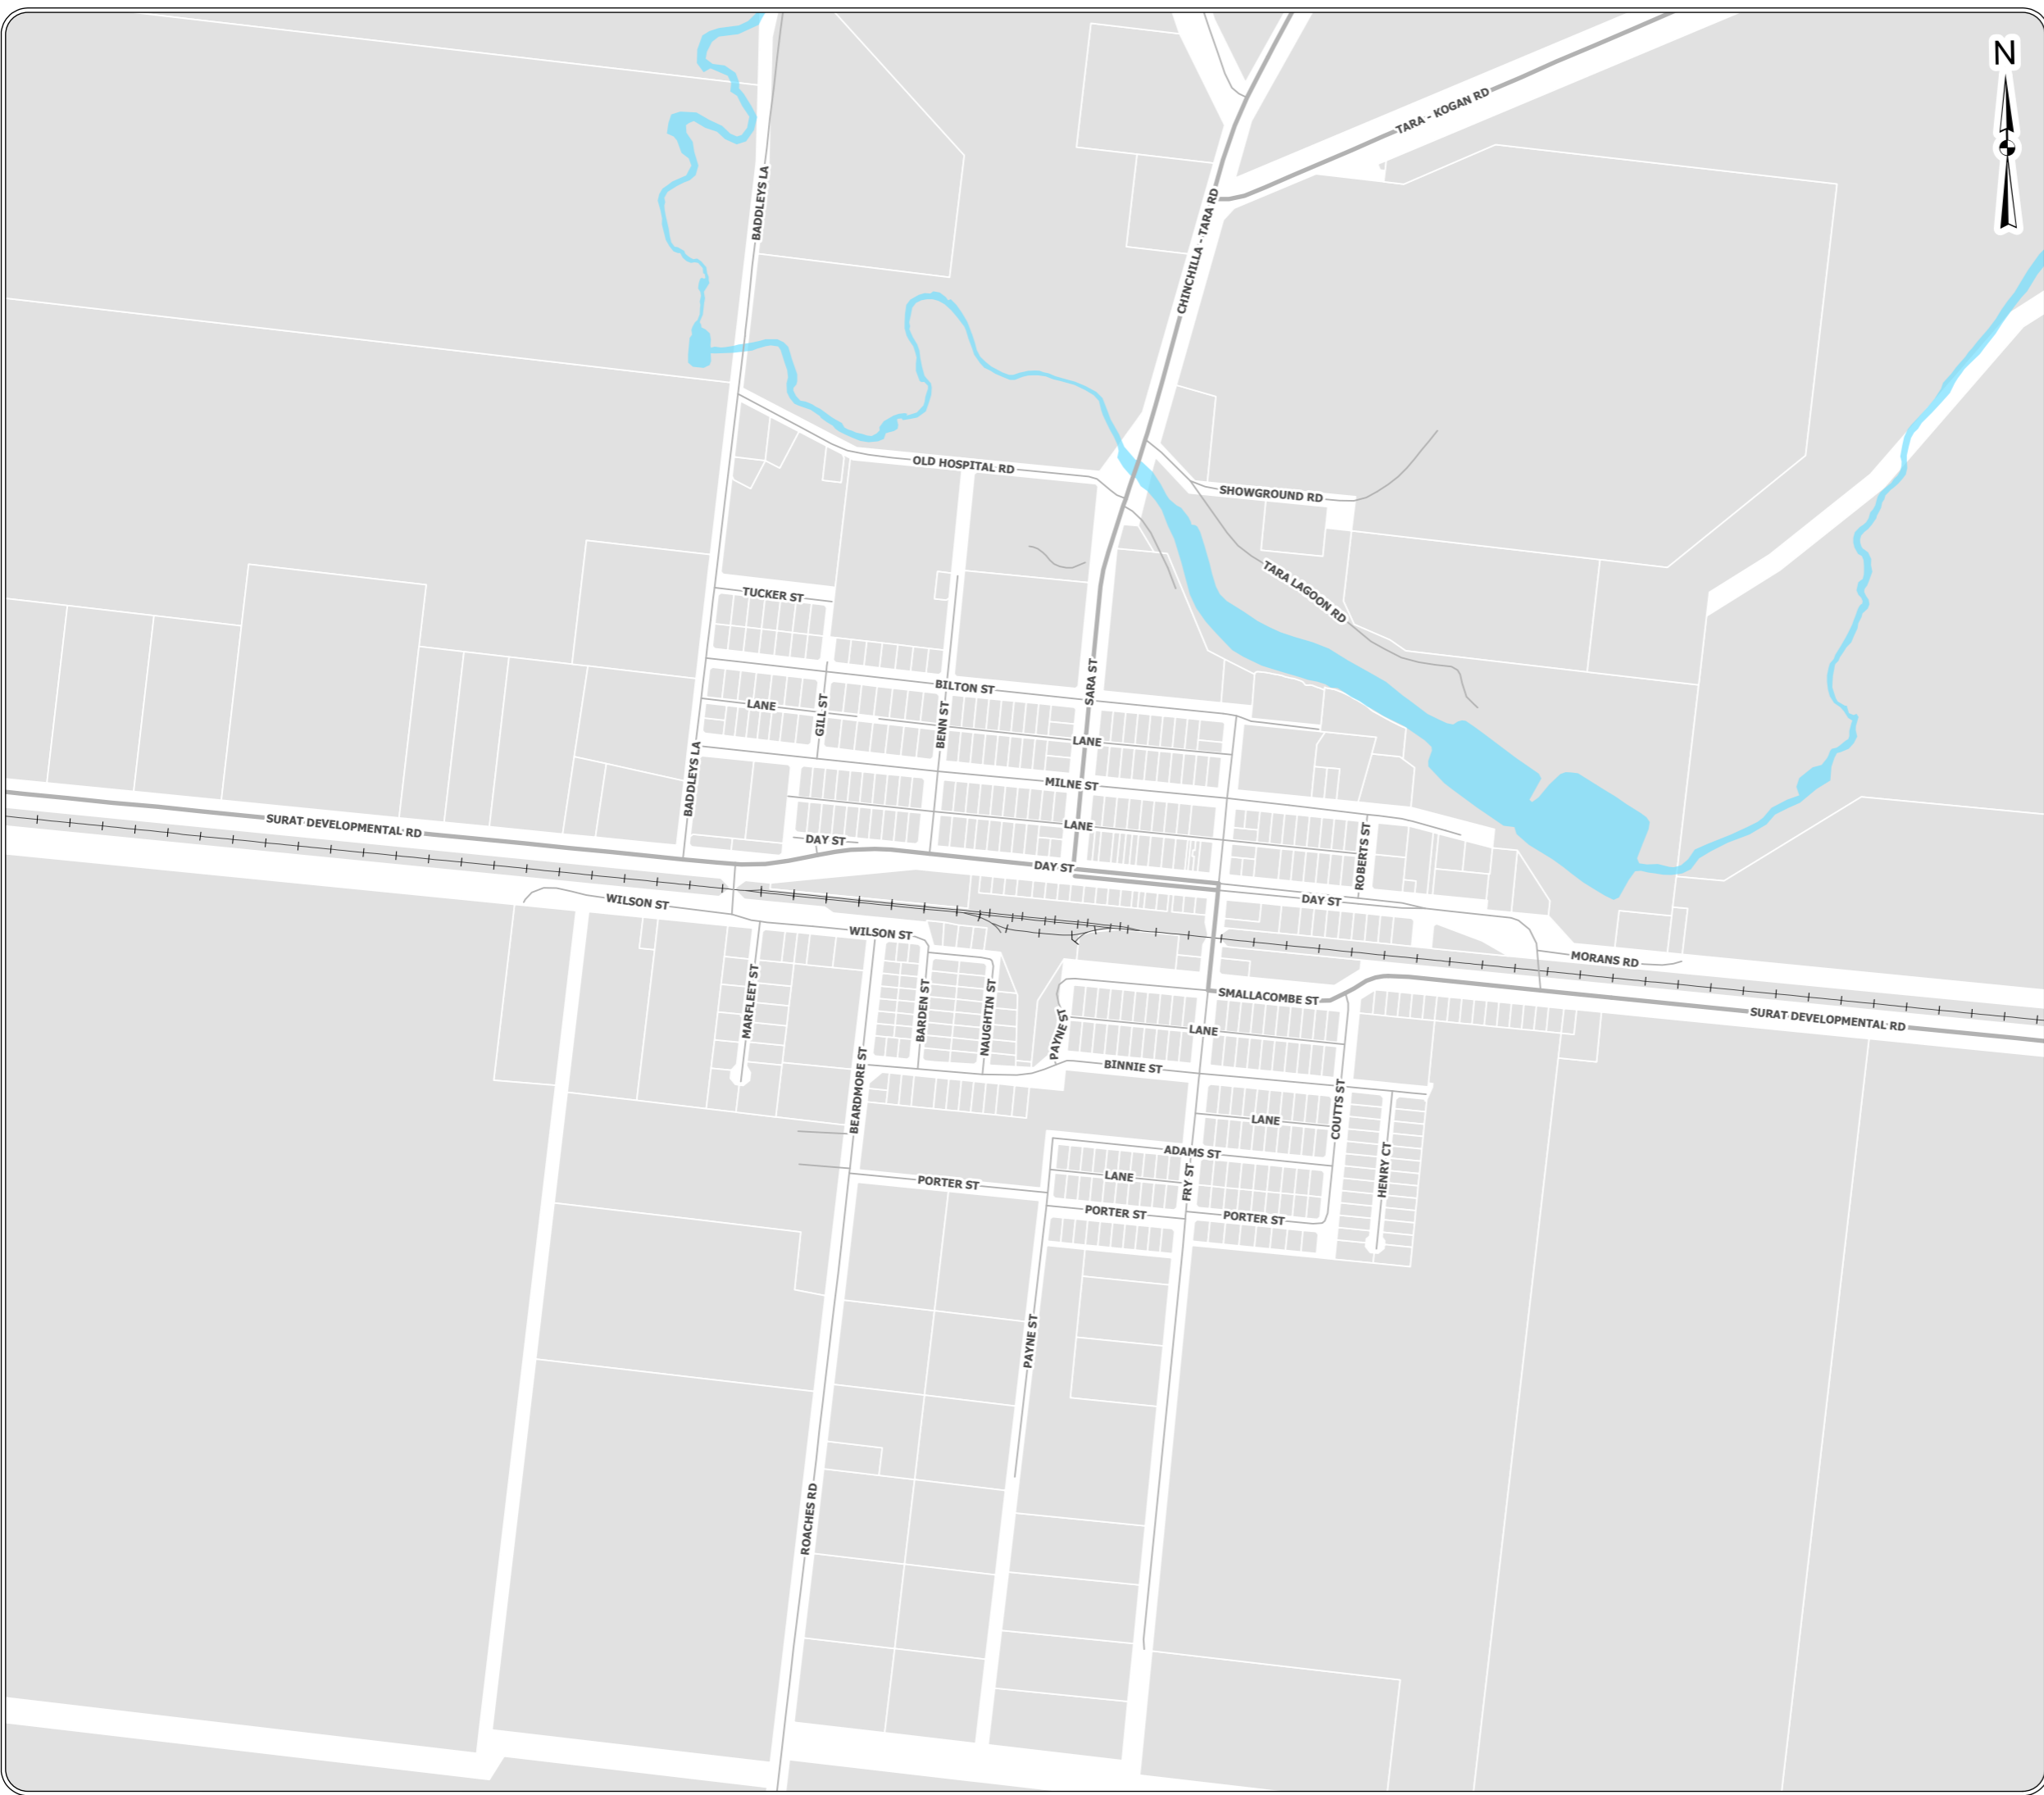 N
TARA - KOGAN RD
BADDLEYS LA
CHINCHILLA - TARA RD
OLD HOSPITAL RD
SHOWGROUND RD
TARA LAGOON RD
TUCKER ST
BILTON ST
SARA ST
LANE
GILL ST
BENN ST
LANE
BADDLEYS LA
MILNE ST
SURAT DEVELOPMENTAL RD
LANE
DAY ST
ROBERTS ST
DAY ST
WILSON ST
DAY ST
WILSON ST
MORANS RD
MARFLEET ST
BARDEN ST
NAUGHTIN ST
SMALLACOMBE ST
SURAT DEVELOPMENTAL RD
PAYNE ST
LANE
BINNIE ST
BEARDMORE ST
COUTTS ST
LANE
ADAMS ST
HENRY CT
LANE
FRY ST
PORTER ST
PORTER ST
PORTER ST
PAYNE ST
ROACHES RD